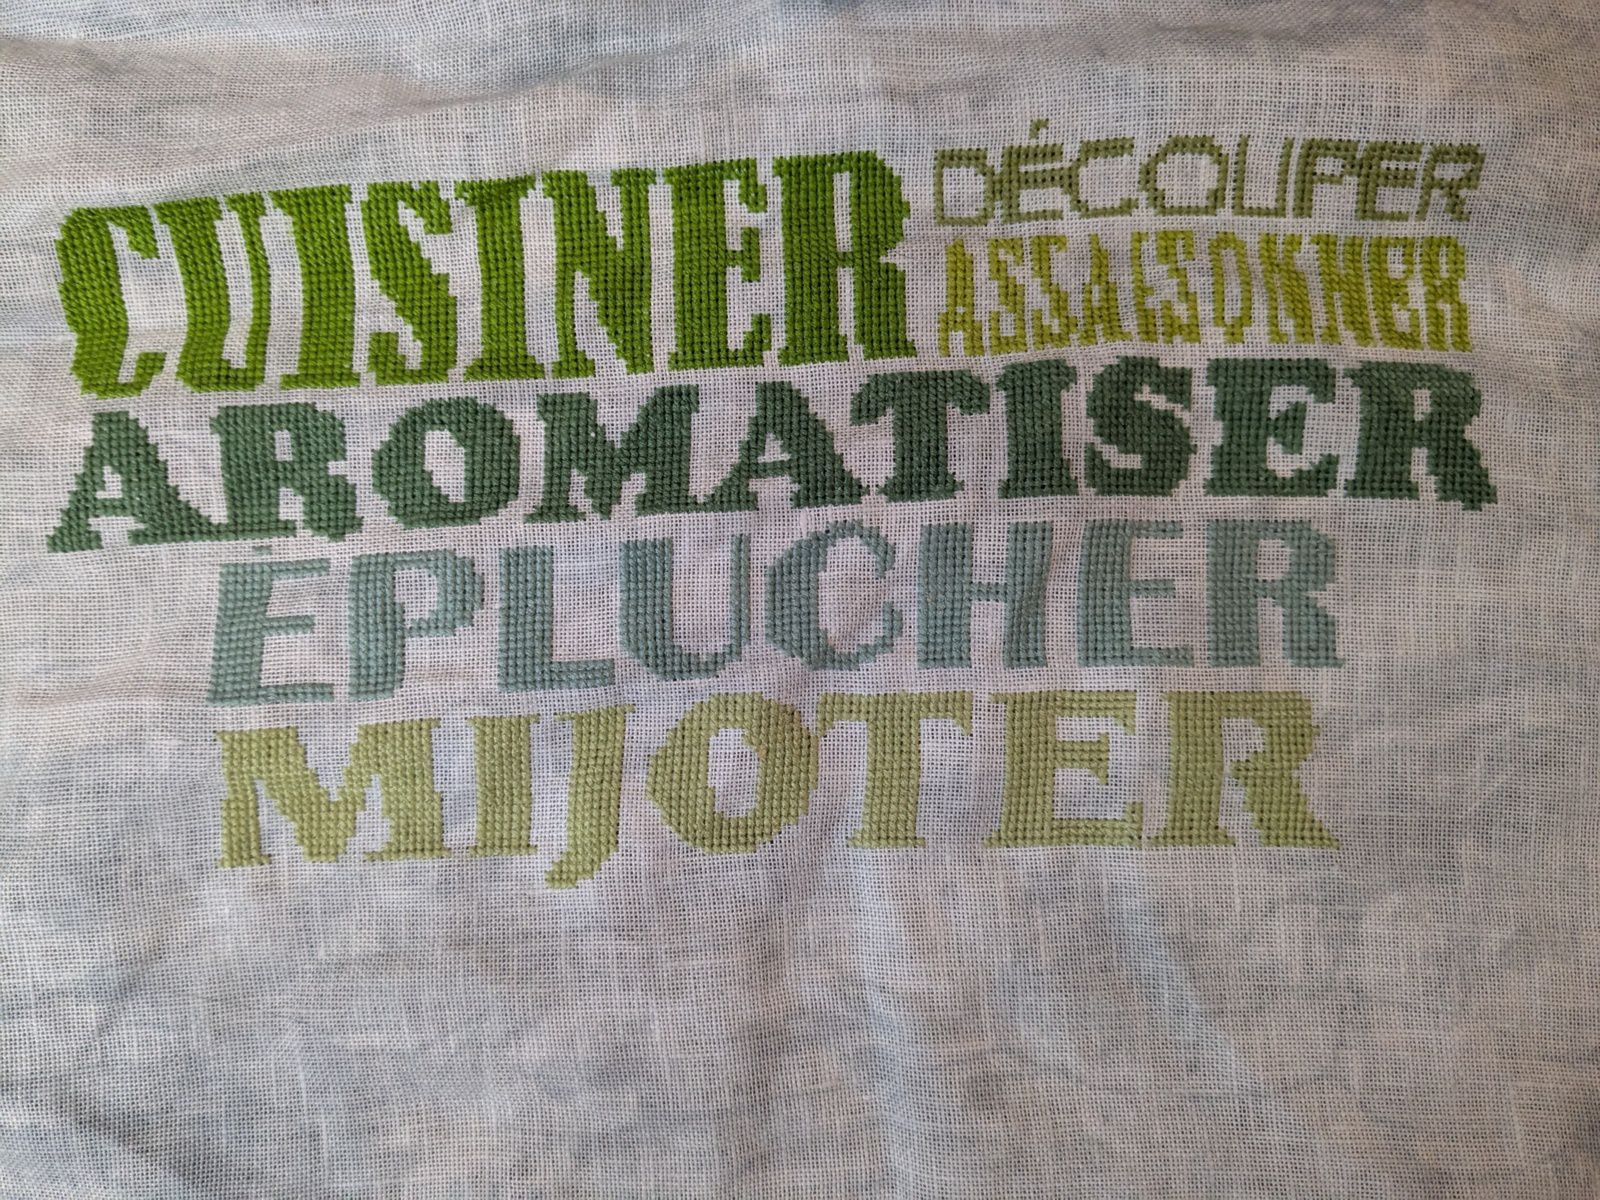 CUISINER DÉCOUPER
ASSAISONNER
AROMATISER
ÉPLUCHER
MIJOTER